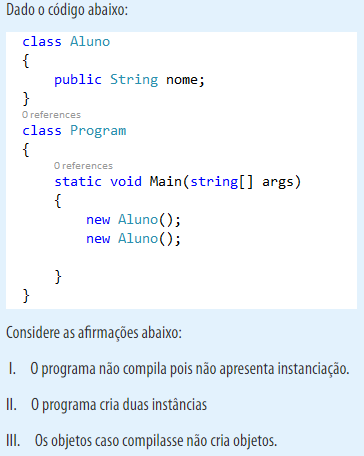 Dado o código abaixo:
class Aluno
{
public String nome;
}
0 references
class Program
{
0 references
static void Main(string[] args)
{
new Aluno();
new Aluno();
}
}
Considere as afirmações abaixo:
I. O programa não compila pois não apresenta instanciação.
II. O programa cria duas instâncias
III. Os objetos caso compilasse não cria objetos.